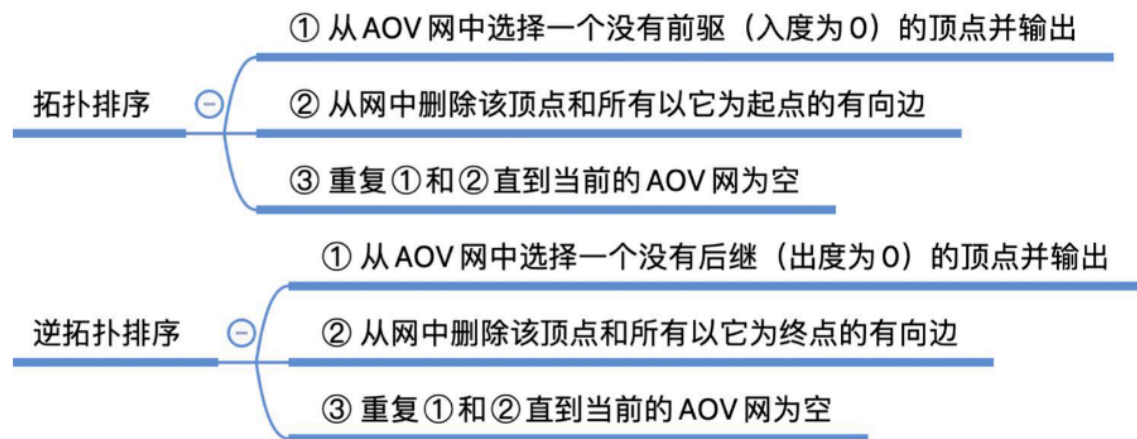 ① 从AOV网中选择一个没有前驱（入度为0）的顶点并输出
拓扑排序
② 从网中删除该顶点和所有以它为起点的有向边
③ 重复①和②直到当前的AOV网为空
① 从AOV网中选择一个没有后继（出度为0）的顶点并输出
逆拓扑排序
② 从网中删除该顶点和所有以它为终点的有向边
③ 重复①和②直到当前的AOV网为空